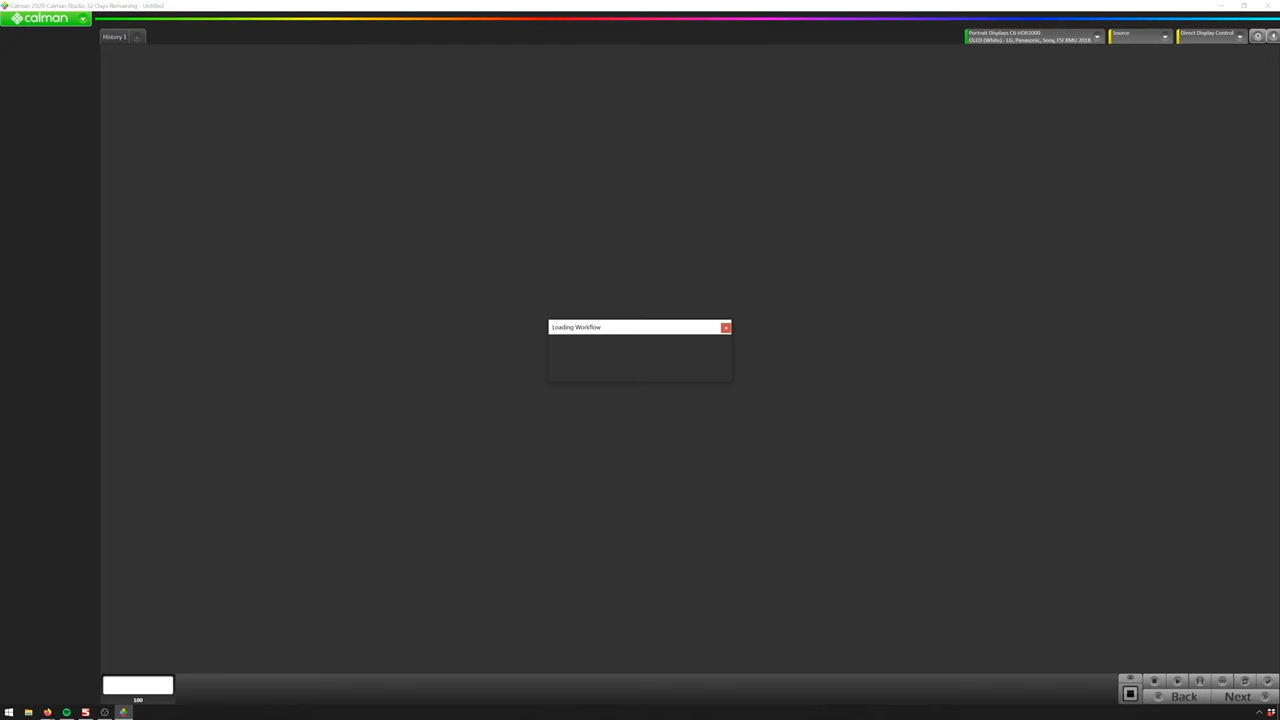 Calman 2020 Calman Studio 32 Days Remaining - Untitled
calman
History 1
Portrait Displays C6 HDR2000
OLED (White) - LG, Panasonic, Sony, FSI XMU 2018
Source
Direct Display Control
Loading Workflow
100
Back
Next